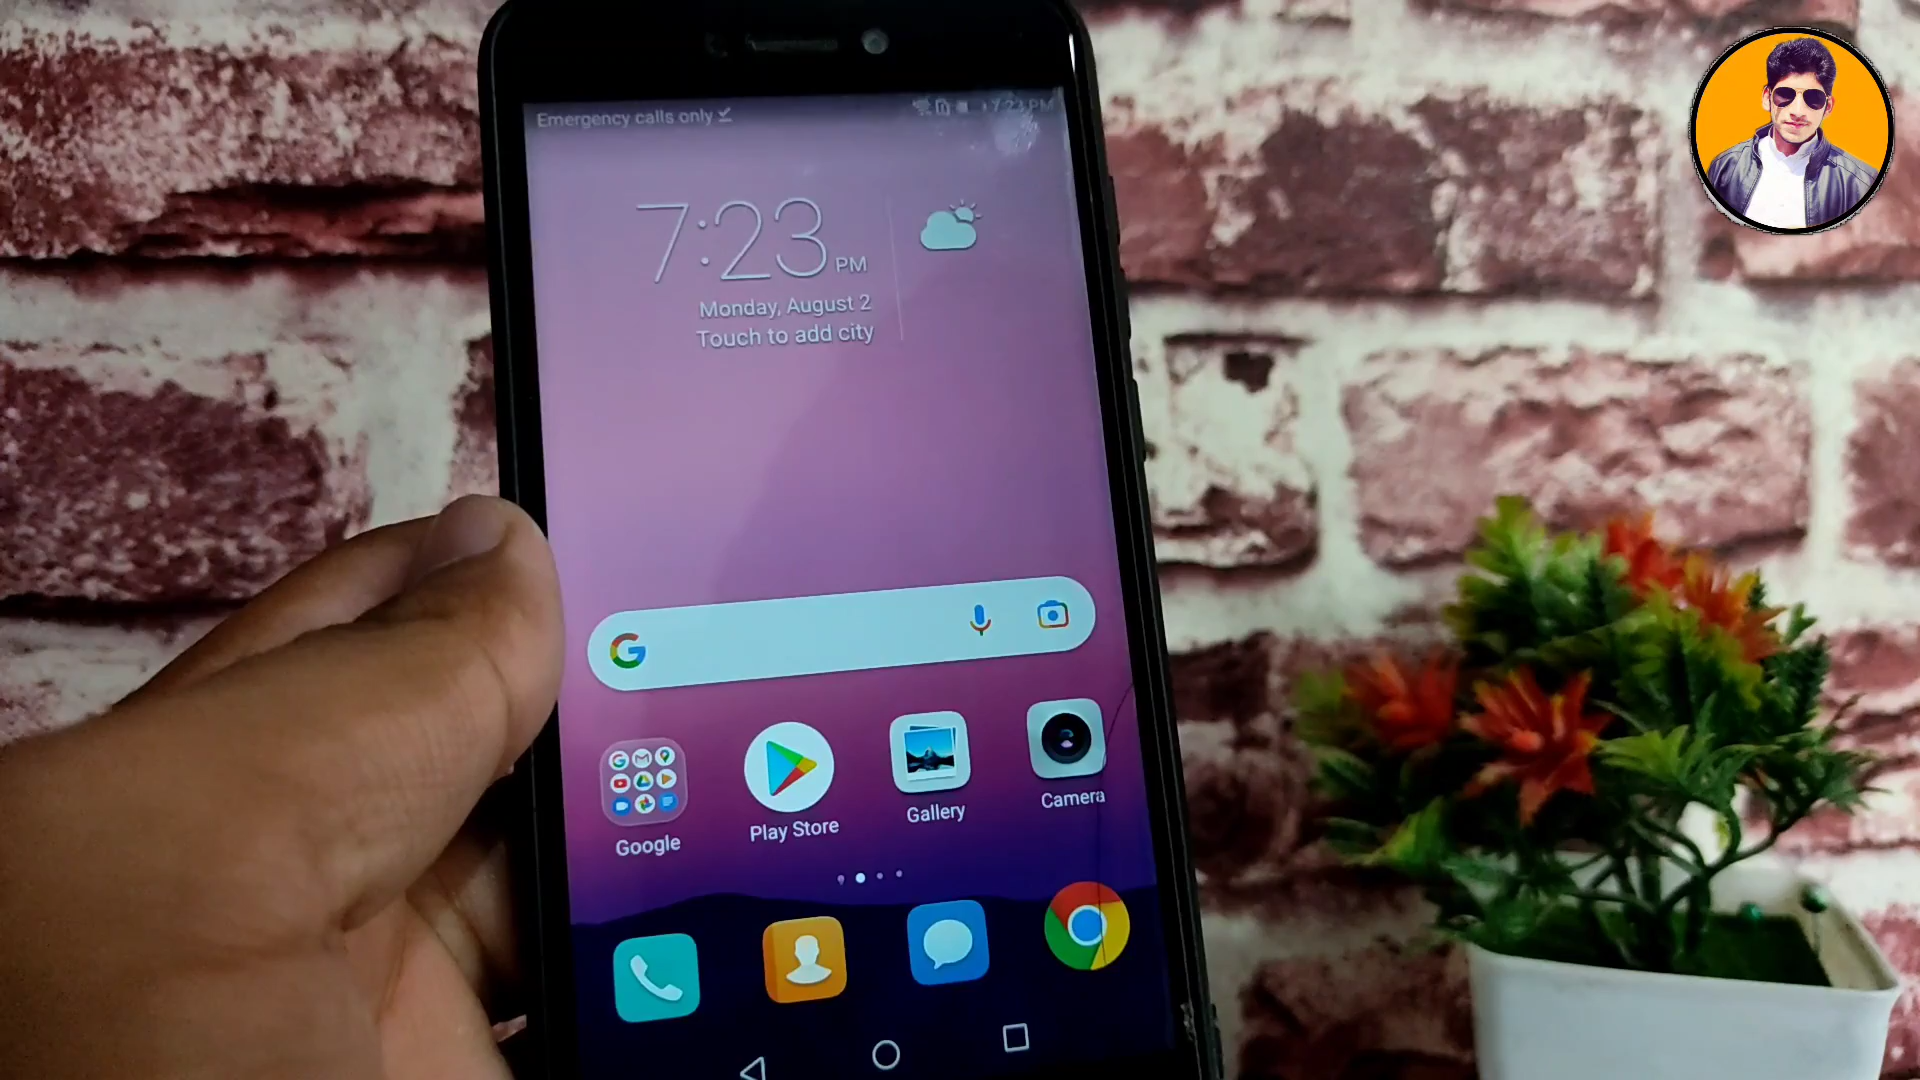 Emergency calls only
7:23 PM
7:23 PM
Monday, August 2
Touch to add city
Google
Play Store
Gallery
Camera